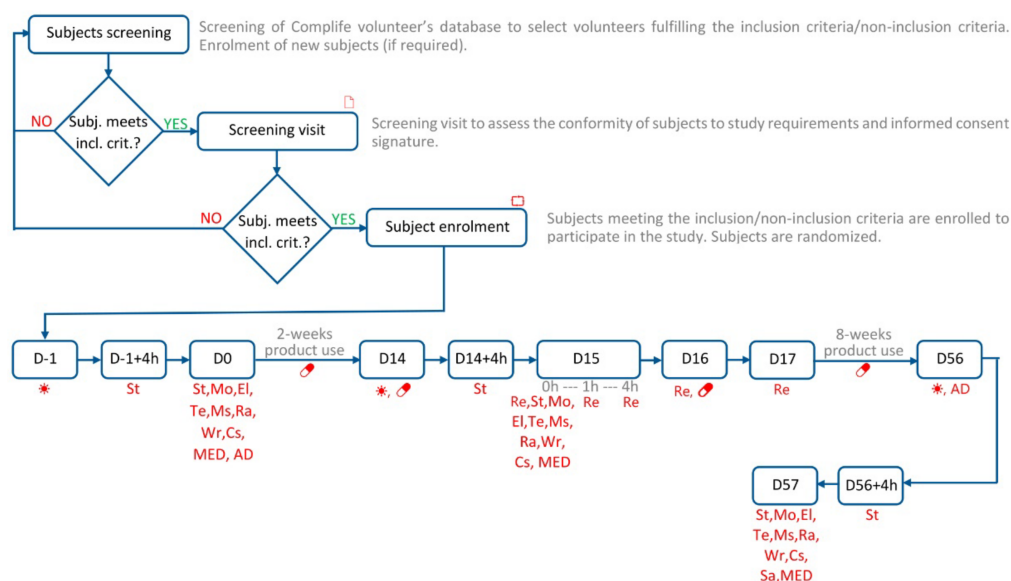 Subjects screening
Screening of Complife volunteer's database to select volunteers fulfilling the inclusion criteria/non-inclusion criteria.
Enrolment of new subjects (if required).
NO
Subj. meets
incl. crit.?
YES
Screening visit
Screening visit to assess the conformity of subjects to study requirements and informed consent
signature.
NO
Subj. meets
incl. crit.?
YES
Subject enrolment
Subjects meeting the inclusion/non-inclusion criteria are enrolled to
participate in the study. Subjects are randomized.
D-1
D-1+4h
St
D0
St,Mo,El,
Te,Ms,Ra,
Wr,Cs,
MED, AD
2-weeks
product use
D14
,
D14+4h
St
D15
0h --- 1h --- 4h
Re,St,Mo, Re Re
El,Te,Ms,
Ra,Wr,
Cs, MED
D16
Re,
D17
Re
8-weeks
product use
D56
, AD
D56+4h
St
D57
St,Mo,El,
Te,Ms,Ra,
Wr,Cs,
Sa,MED